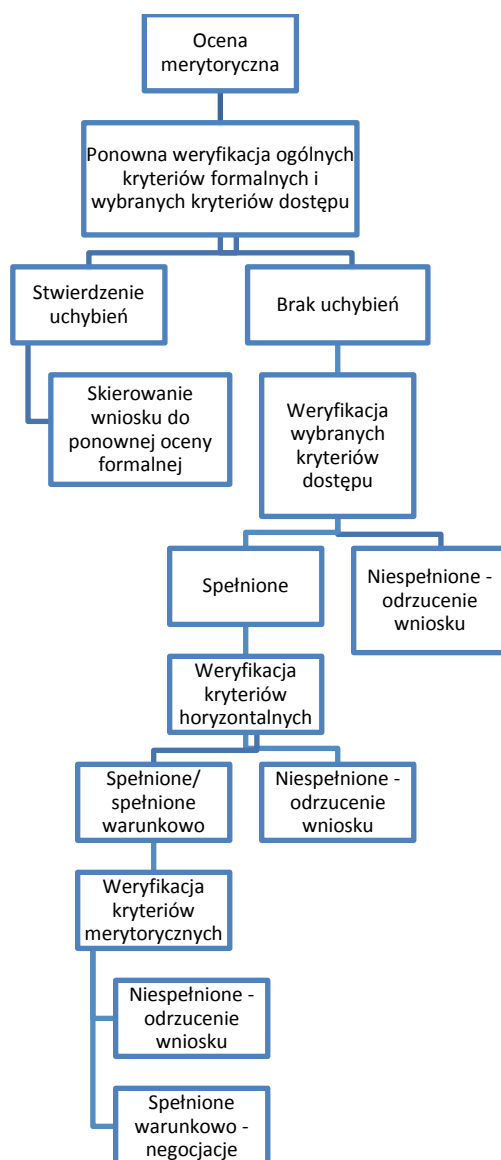 Ocena
merytoryczna
Ponowna weryfikacja ogólnych
kryteriów formalnych i
wybranych kryteriów dostępu
Stwierdzenie
uchybień
Brak uchybień
Skierowanie
wniosku do
ponownej oceny
formalnej
Weryfikacja
wybranych
kryteriów
dostępu
Spełnione
Niespełnione -
odrzucenie
wniosku
Weryfikacja
kryteriów
horyzontalnych
Spełnione/
spełnione
warunkowo
Niespełnione -
odrzucenie
wniosku
Weryfikacja
kryteriów
merytorycznych
Niespełnione -
odrzucenie
wniosku
Spełnione
warunkowo -
negocjacje